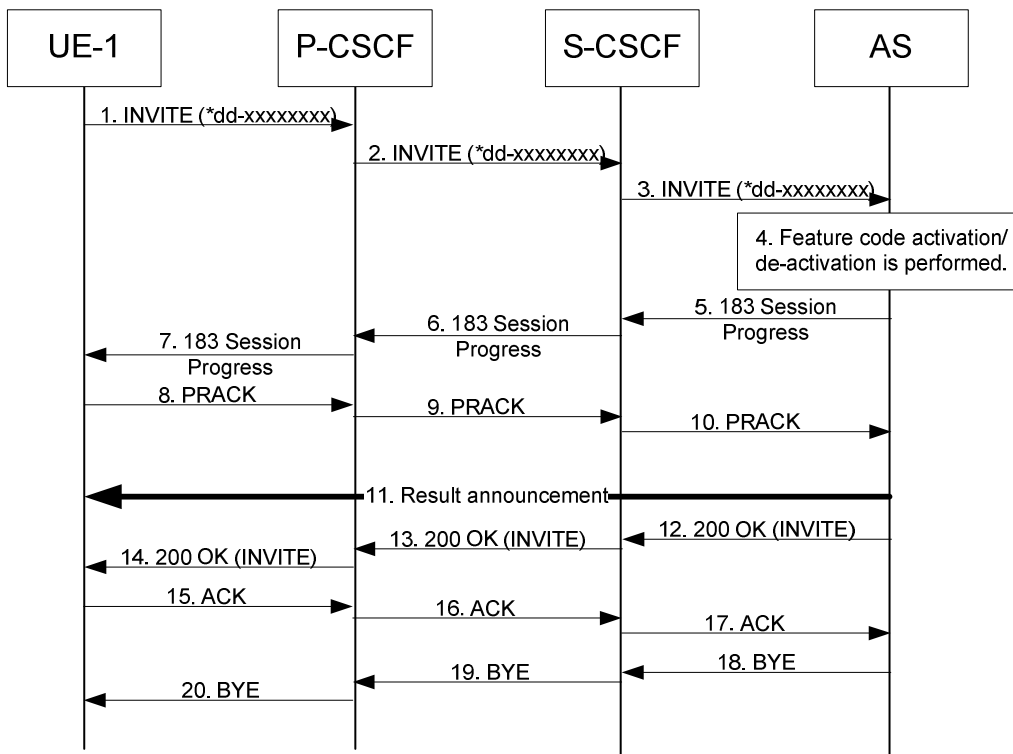 UE-1
P-CSCF
S-CSCF
AS
1. INVITE (*dd-xxxxxxxx)
2. INVITE (*dd-xxxxxxxx)
3. INVITE (*dd-xxxxxxxx)
4. Feature code activation/
de-activation is performed.
5. 183 Session
Progress
6. 183 Session
Progress
7. 183 Session
Progress
8. PRACK
9. PRACK
10. PRACK
11. Result announcement
12. 200 OK (INVITE)
13. 200 OK (INVITE)
14. 200 OK (INVITE)
15. ACK
16. ACK
17. ACK
18. BYE
19. BYE
20. BYE